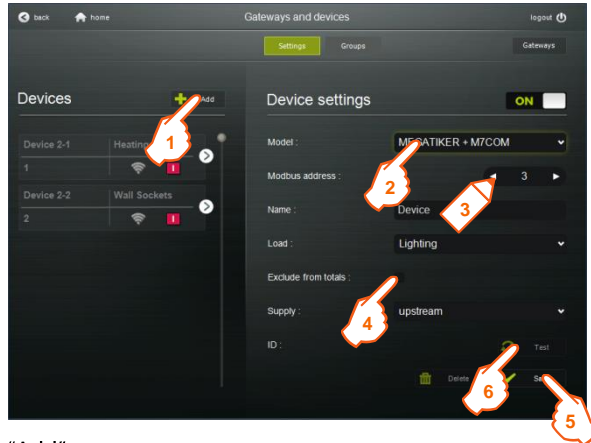 back
home
Gateways and devices
logout
Settings
Groups
Gateways
Devices
Add
Device settings
ON
Device 2-1
1
Device 2-2
Wall Sockets
2
Model :
MEGATIKER + M7COM
Modbus address :
3
Name :
Device
Load :
Lighting
Exclude from totals :
Supply :
upstream
ID :
Test
Delete
1
2
3
4
5
6